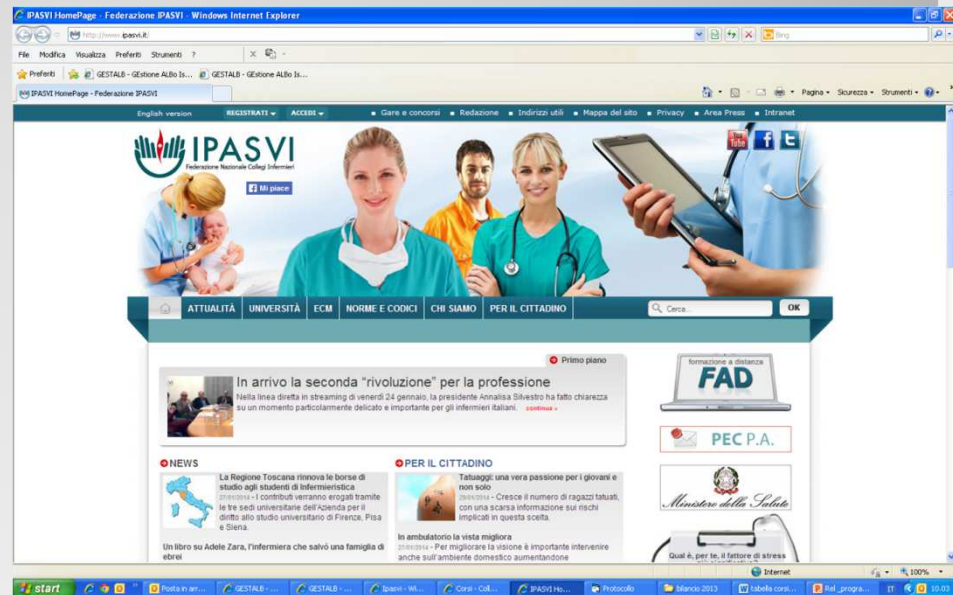 IPASVI HomePage - Federazione IPASVI - Windows Internet Explorer
http://www.ipasvi.it/
Bing
File Modifica Visualizza Preferiti Strumenti ?
Preferiti GESTALB - GEstione ALBo Is... GESTALB - GEstione ALBo Is...
IPASVI HomePage - Federazione IPASVI
Pagina Sicurezza Strumenti
English version REGISTRATI ACCEDI Gare e concorsi Redazione Indirizzi utili Mappa del sito Privacy Area Press Intranet
IPASVI
Federazione Nazionale Collegi Infermieri
Mi piace
You Tube
ATTUALITÀ UNIVERSITÀ ECM NORME E CODICI CHI SIAMO PER IL CITTADINO
Cerca... OK
Primo piano
In arrivo la seconda “rivoluzione” per la professione
Nella linea diretta in streaming di venerdì 24 gennaio, la presidente Annalisa Silvestro ha fatto chiarezza
su un momento particolarmente delicato e importante per gli infermieri italiani. continua »
formazione a distanza
FAD
PEC P.A.
Ministero della Salute
Qual è, per te, il fattore di stress
NEWS
La Regione Toscana rinnova le borse di
studio agli studenti di Infermieristica
27/01/2014 - I contributi verranno erogati tramite
le tre sedi universitarie dell'Azienda per il
diritto allo studio universitario di Firenze, Pisa
e Siena.
Un libro su Adele Zara, l'infermiera che salvò una famiglia di
ebrei
PER IL CITTADINO
Tatuaggi: una vera passione per i giovani e
non solo
29/01/2014 - Cresce il numero di ragazzi tatuati,
con una scarsa informazione sui rischi
implicati in questa scelta.
In ambulatorio la vista migliora
27/01/2014 - Per migliorare la visione è importante intervenire
anche sull'ambiente domestico aumentandone
Internet 100%
start Posta in arr... GESTALB - ... GESTALB - ... Ipasvi - Wi... Corsi - Coll... IPASVI Ho... Protocollo bilancio 2013 tabella corsi... Rel _progra... IT 10.03